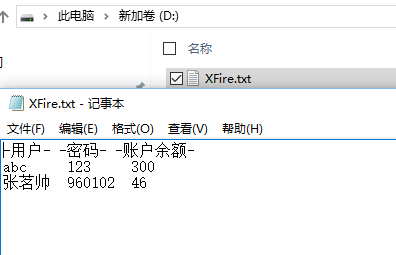 此电脑 › 新加卷 (D:)
名称
XFire.txt
XFire.txt - 记事本
文件(F) 编辑(E) 格式(O) 查看(V) 帮助(H)
-用户- -密码- -账户余额-
abc 123 300
张茗帅 960102 46